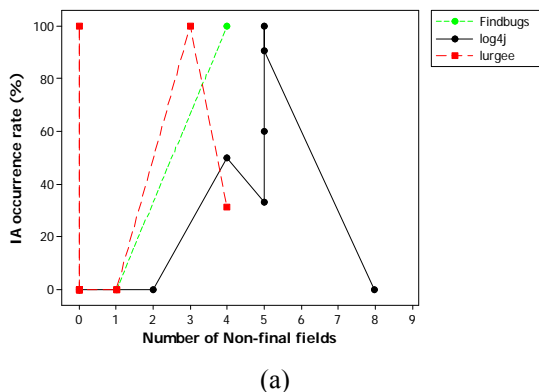 Findbugs
log4j
lurgee
100
80
60
40
20
0
IA occurrence rate (%)
0 1 2 3 4 5 6 7 8 9
Number of Non-final fields
(a)